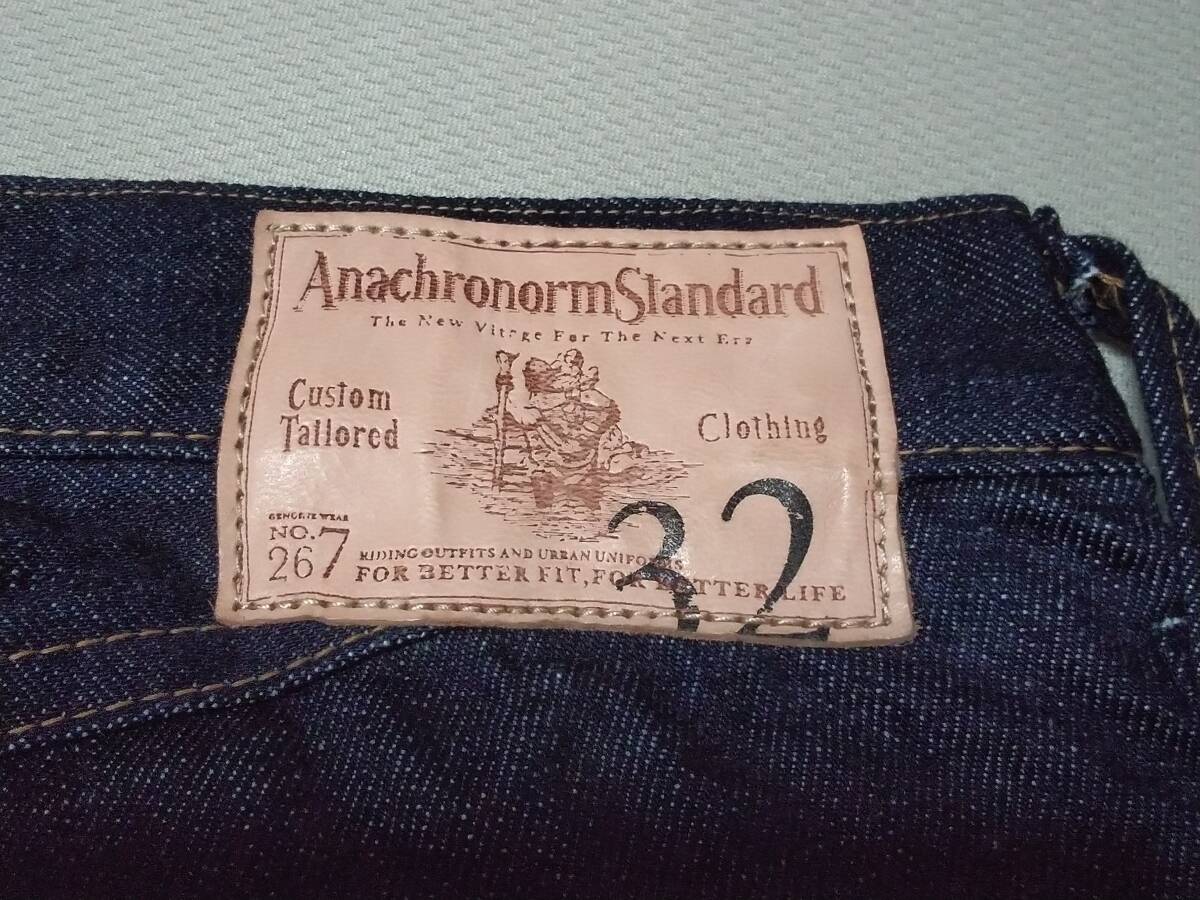 AnachronormStandard
The New Vitage For The Next Era
Custom
Tailored
Clothing
GENUINE WEAR
NO.
267
RIDING OUTFITS AND URBAN UNIFORMS
FOR BETTER FIT, FOR BETTER LIFE
32